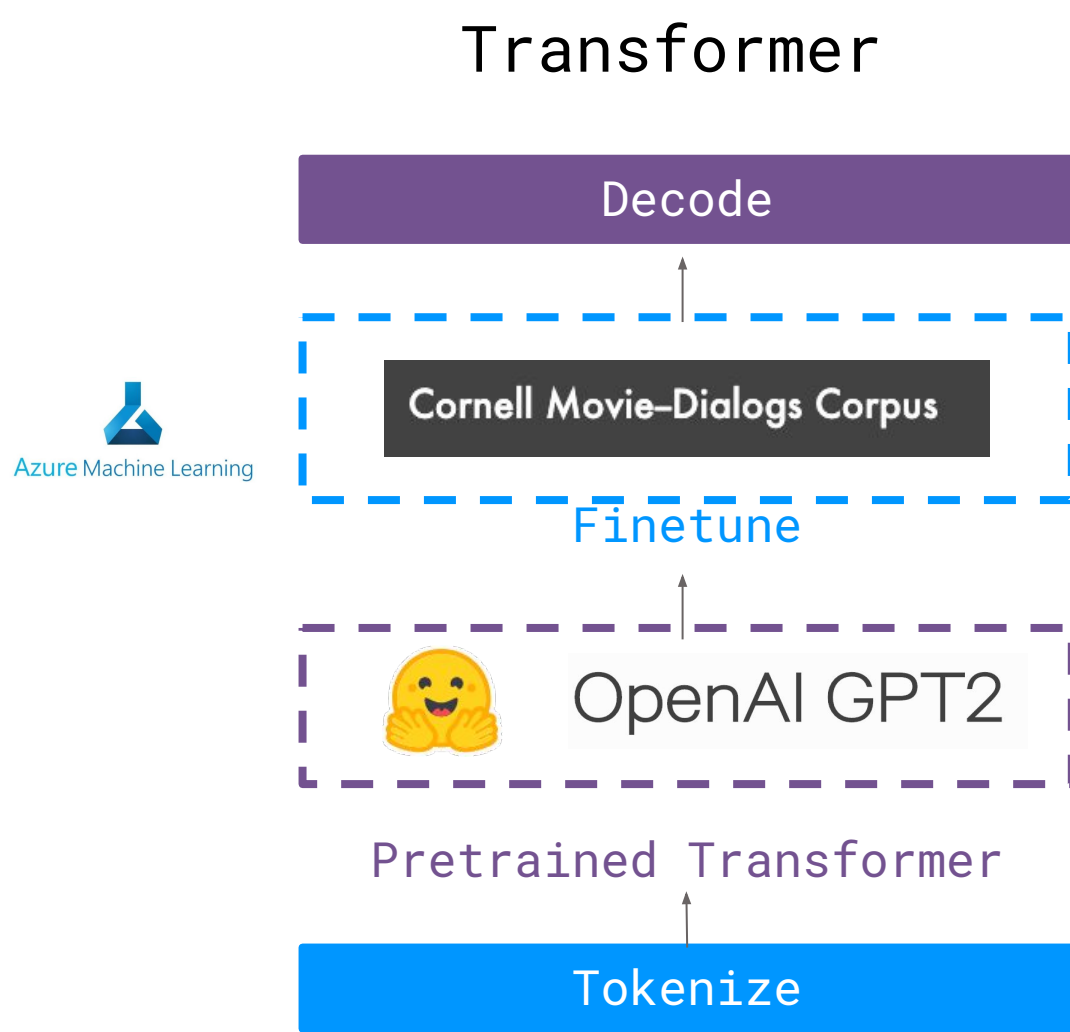 Transformer
Decode
Cornell Movie–Dialogs Corpus
Azure Machine Learning
Finetune
OpenAI GPT2
Pretrained Transformer
Tokenize